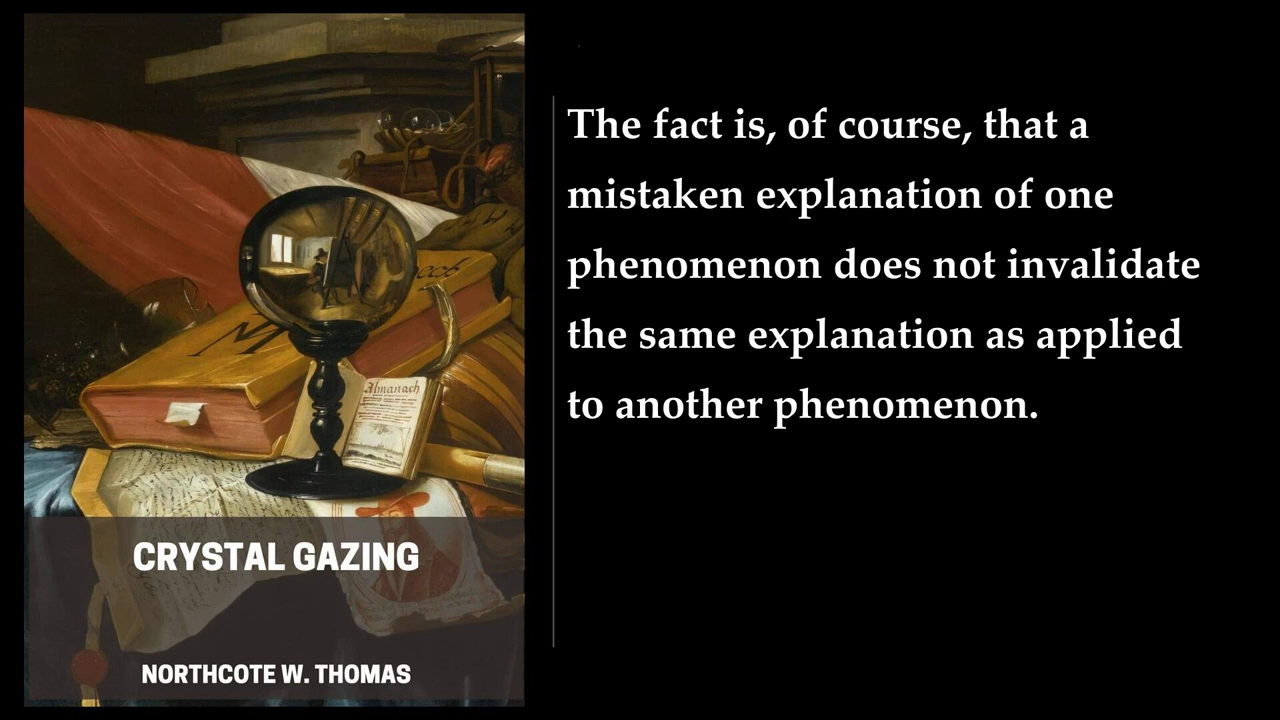 The fact is, of course, that a
mistaken explanation of one
phenomenon does not invalidate
the same explanation as applied
to another phenomenon.
M
Almanach
CRYSTAL GAZING
NORTHCOTE W. THOMAS